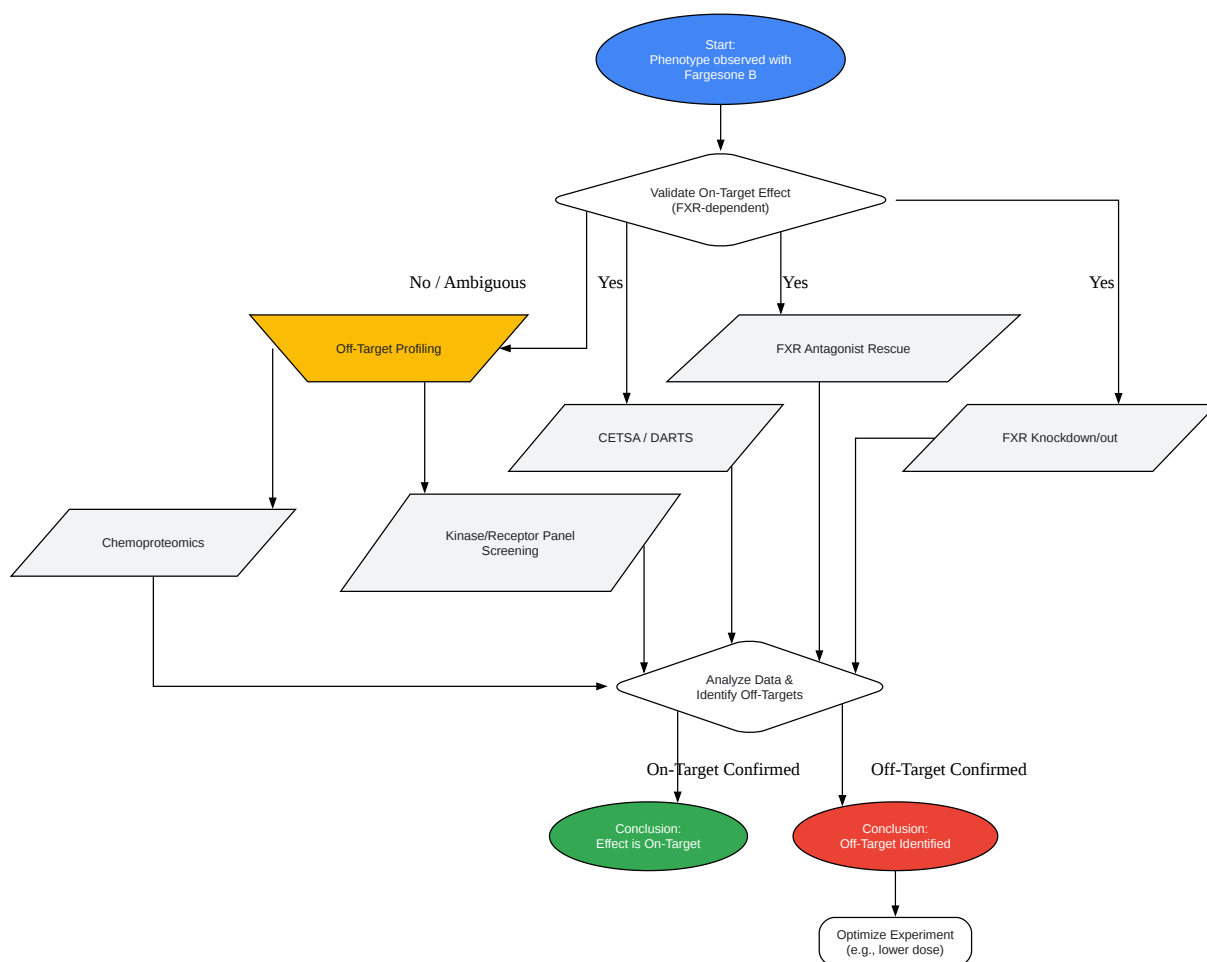 Start:
Phenotype observed with
Fargesone B
Validate On-Target Effect
(FXR-dependent)
No / Ambiguous
Yes
Yes
Yes
Off-Target Profiling
FXR Antagonist Rescue
CETSA / DARTS
FXR Knockdown/out
Chemoproteomics
Kinase/Receptor Panel
Screening
Analyze Data &
Identify Off-Targets
On-Target Confirmed
Off-Target Confirmed
Conclusion:
Effect is On-Target
Conclusion:
Off-Target Identified
Optimize Experiment
(e.g., lower dose)